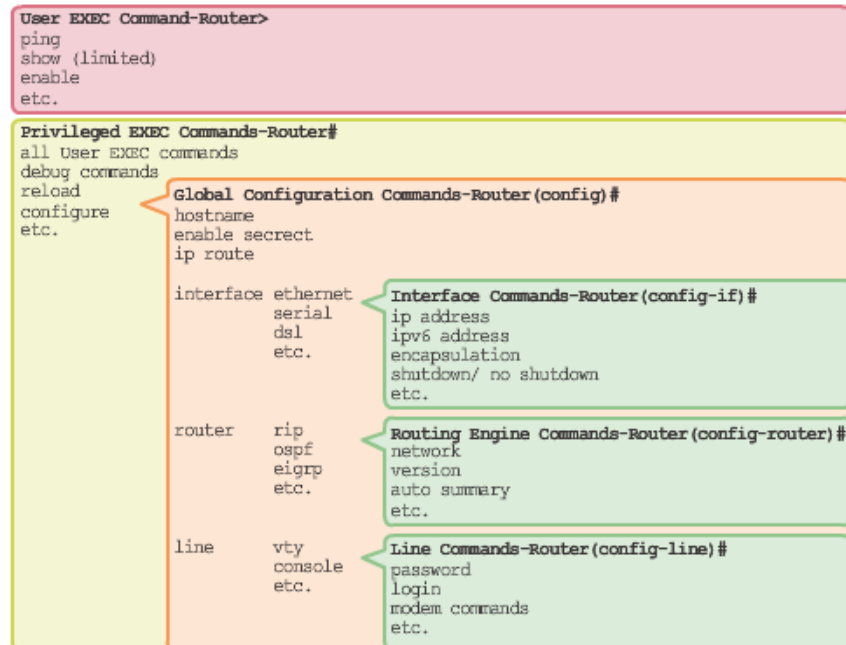 User EXEC Command-Router>
ping
show (limited)
enable
etc.
Privileged EXEC Commands-Router#
all User EXEC commands
debug commands
reload
configure
etc.
Global Configuration Commands-Router(config)#
hostname
enable secrect
ip route
interface ethernet
serial
dsl
etc.
Interface Commands-Router(config-if)#
ip address
ipv6 address
encapsulation
shutdown/ no shutdown
etc.
router rip
ospf
eigrp
etc.
Routing Engine Commands-Router(config-router)#
network
version
auto summary
etc.
line vty
console
etc.
Line Commands-Router(config-line)#
password
login
modem commands
etc.